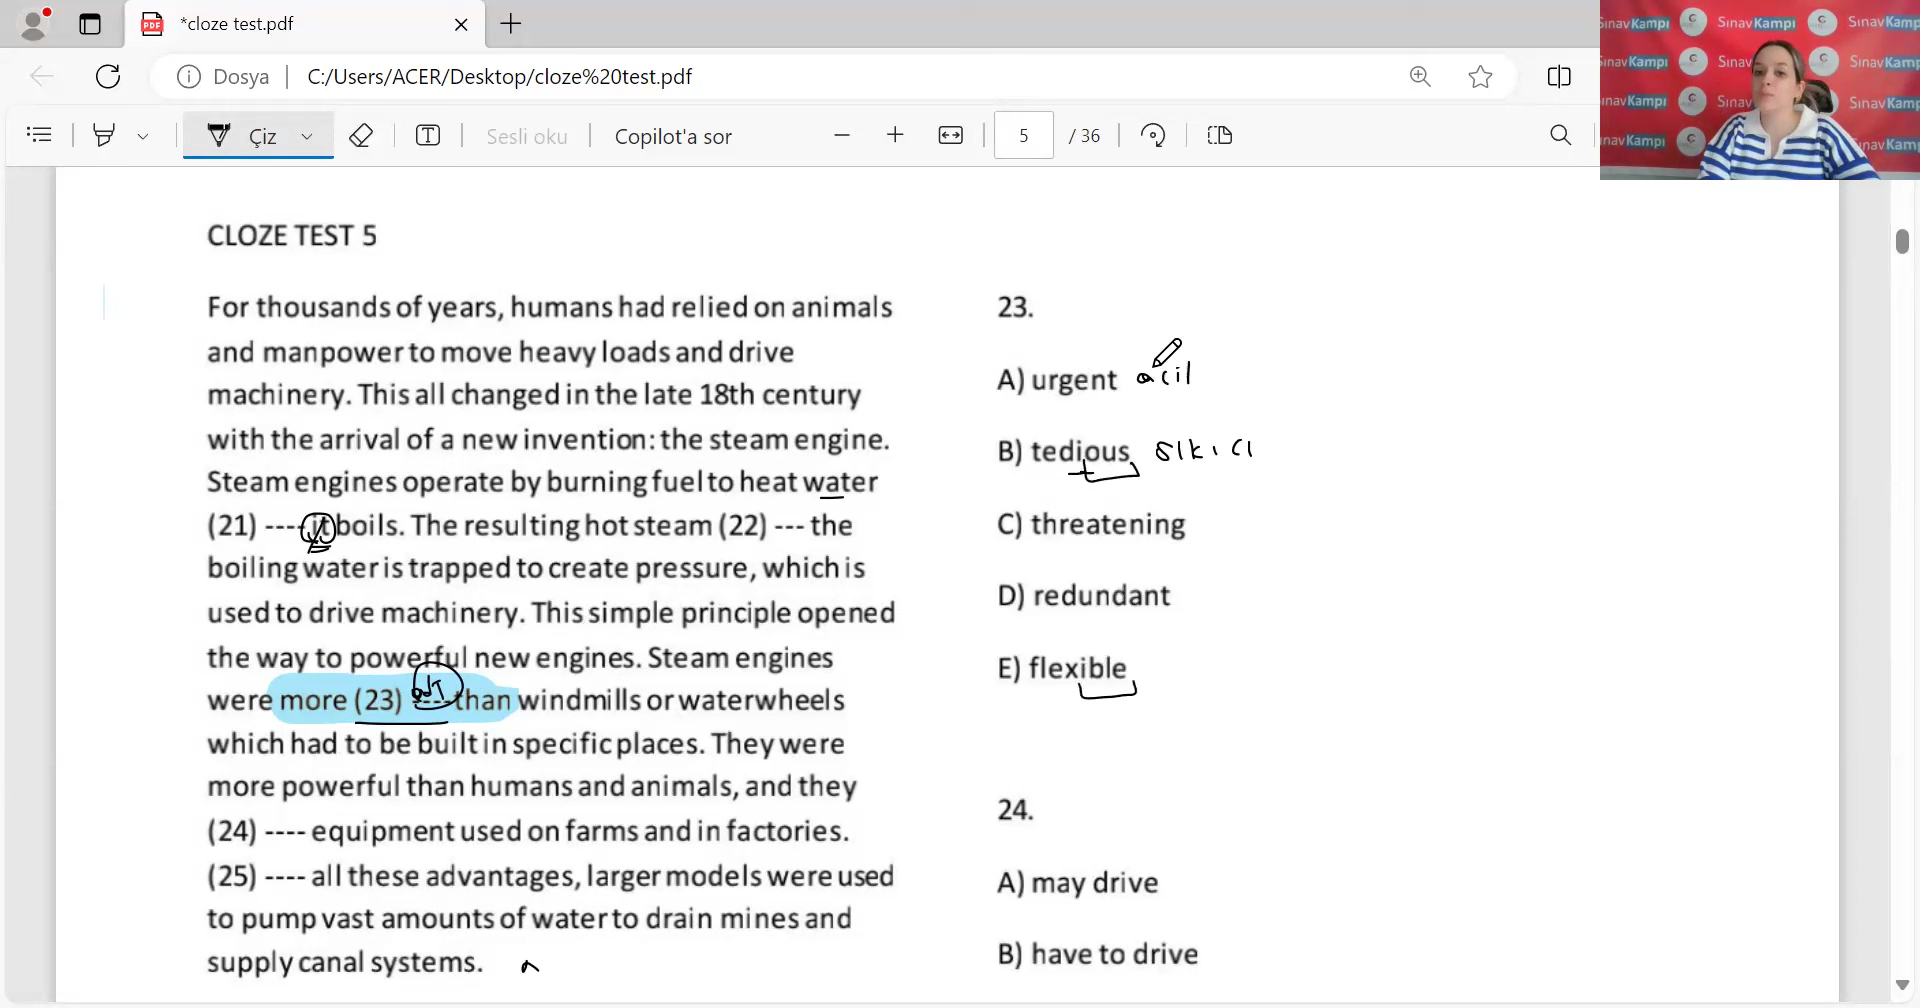 *cloze test.pdf
Dosya
C:/Users/ACER/Desktop/cloze%20test.pdf
Çiz
Sesli oku
Copilot'a sor
5 / 36
SınavKampı SınavKampı
CLOZE TEST 5
For thousands of years, humans had relied on animals
and manpower to move heavy loads and drive
machinery. This all changed in the late 18th century
with the arrival of a new invention: the steam engine.
Steam engines operate by burning fuel to heat water
(21) ---- it boils. The resulting hot steam (22) --- the
boiling water is trapped to create pressure, which is
used to drive machinery. This simple principle opened
the way to powerful new engines. Steam engines
were more (23) ---- than windmills or waterwheels
adj
which had to be built in specific places. They were
more powerful than humans and animals, and they
(24) ---- equipment used on farms and in factories.
(25) ---- all these advantages, larger models were used
to pump vast amounts of water to drain mines and
supply canal systems.
23.
A) urgent acil
B) tedious sıkıcı
C) threatening
D) redundant
E) flexible
24.
A) may drive
B) have to drive